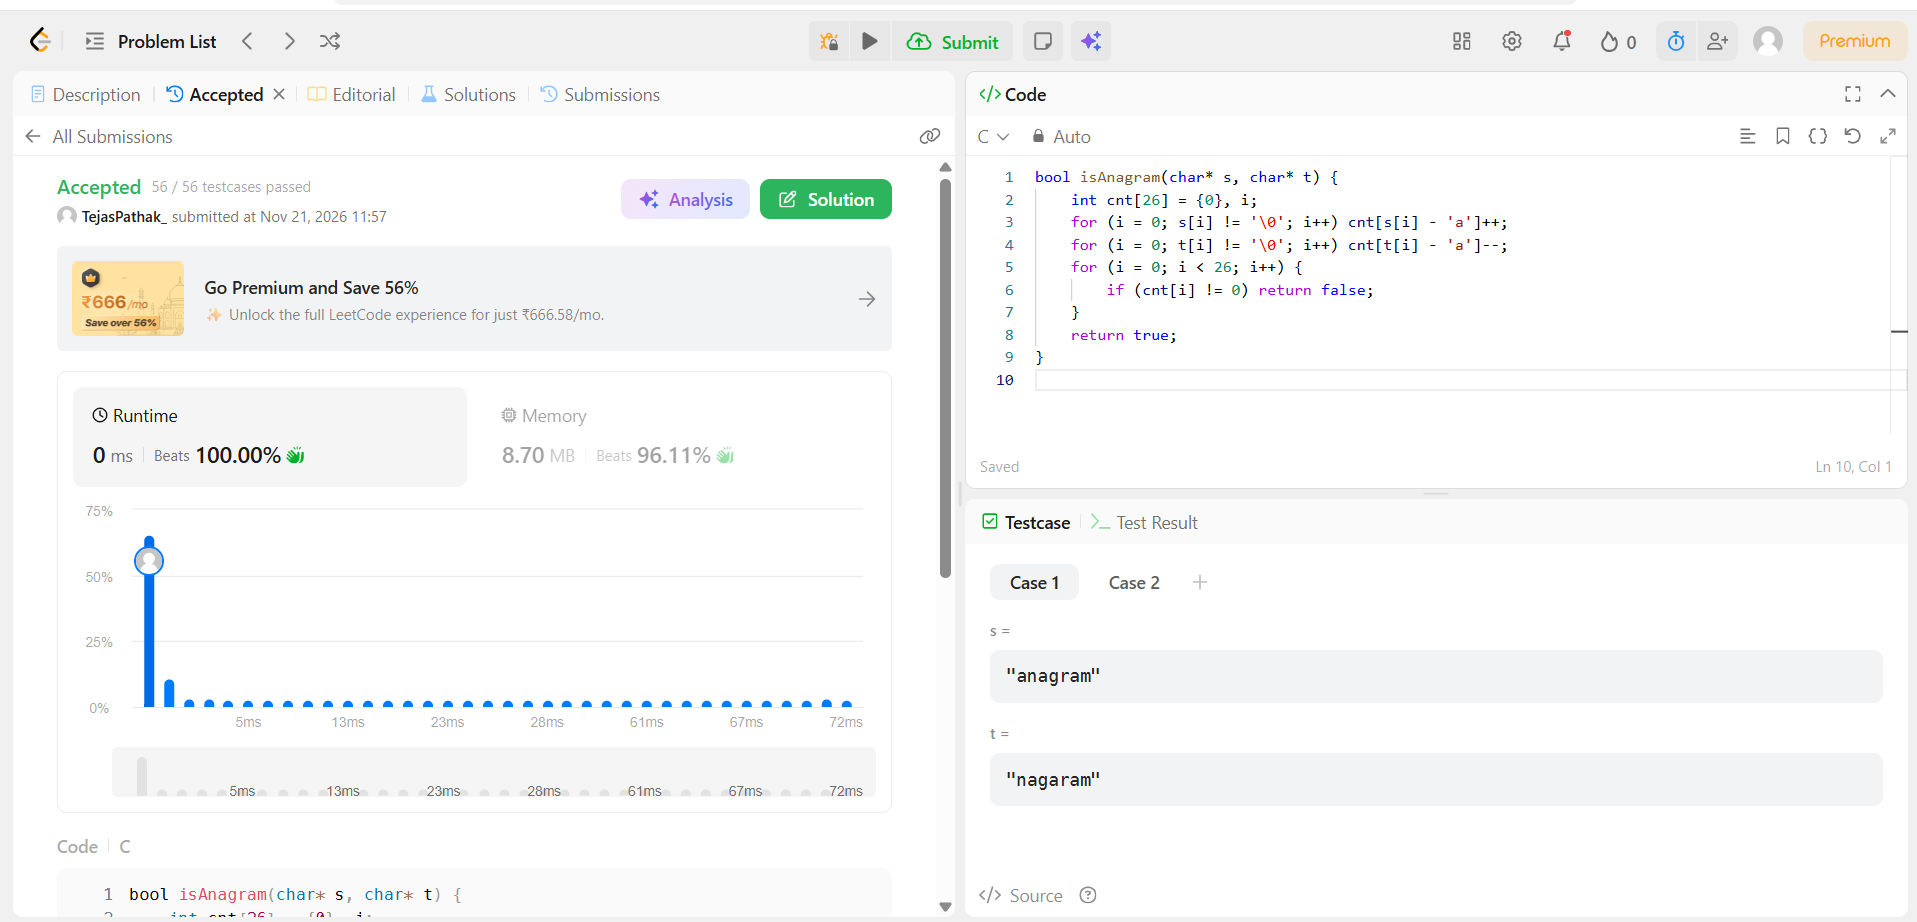 Problem List
Submit
0
Premium
Description
Accepted
Editorial
Solutions
Submissions
All Submissions
Accepted 56 / 56 testcases passed
TejasPathak_ submitted at Nov 21, 2026 11:57
Analysis
Solution
₹666/mo
Save over 56%
Go Premium and Save 56%
✨ Unlock the full LeetCode experience for just ₹666.58/mo.
Runtime
0 ms Beats 100.00%
Memory
8.70 MB Beats 96.11%
75%
50%
25%
0%
5ms 13ms 23ms 28ms 61ms 67ms 72ms
5ms 13ms 23ms 28ms 61ms 67ms 72ms
Code C
1 bool isAnagram(char* s, char* t) {
2 int cnt[26] = {0}, i;
</> Code
C Auto
1 bool isAnagram(char* s, char* t) {
2 int cnt[26] = {0}, i;
3 for (i = 0; s[i] != '\0'; i++) cnt[s[i] - 'a']++;
4 for (i = 0; t[i] != '\0'; i++) cnt[t[i] - 'a']--;
5 for (i = 0; i < 26; i++) {
6 if (cnt[i] != 0) return false;
7 }
8 return true;
9 }
10
Saved
Ln 10, Col 1
Testcase
Test Result
Case 1 Case 2 +
s =
"anagram"
t =
"nagaram"
</> Source